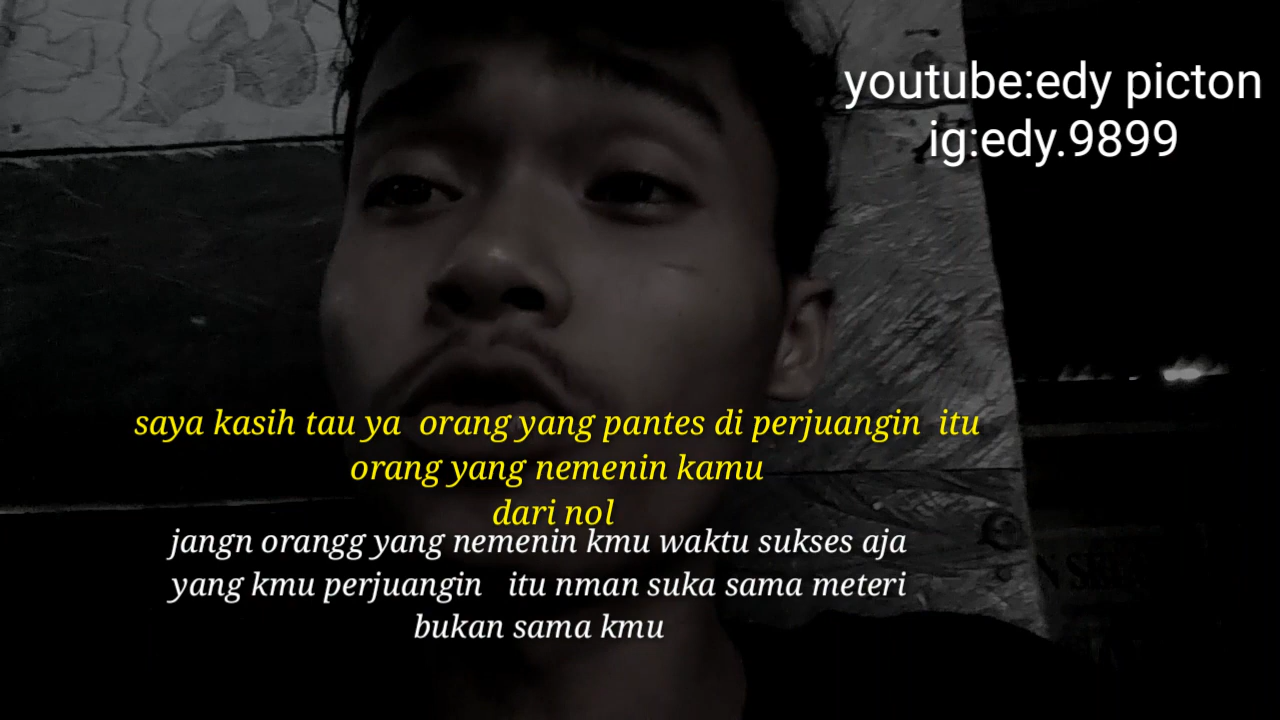 youtube:edy picton
ig:edy.9899
saya kasih tau ya  orang yang pantes di perjuangin  itu
orang yang nemenin kamu
dari nol
jangn orangg yang nemenin kmu waktu sukses aja
yang kmu perjuangin   itu nman suka sama meteri
bukan sama kmu